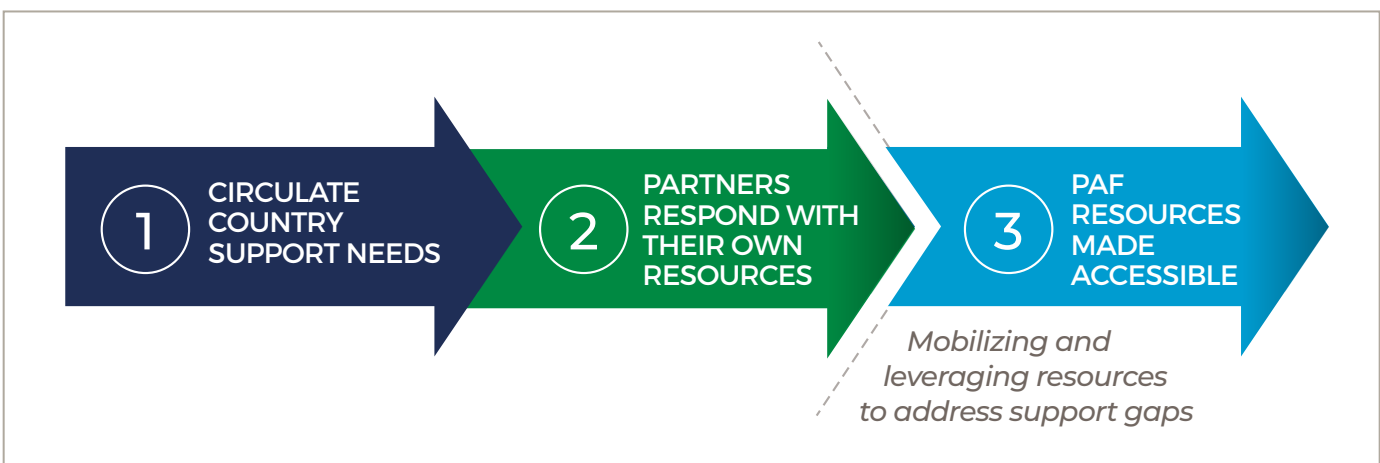 1
CIRCULATE
COUNTRY
SUPPORT NEEDS
2
PARTNERS
RESPOND WITH
THEIR OWN
RESOURCES
3
PAF
RESOURCES
MADE
ACCESSIBLE
Mobilizing and
leveraging resources
to address support gaps